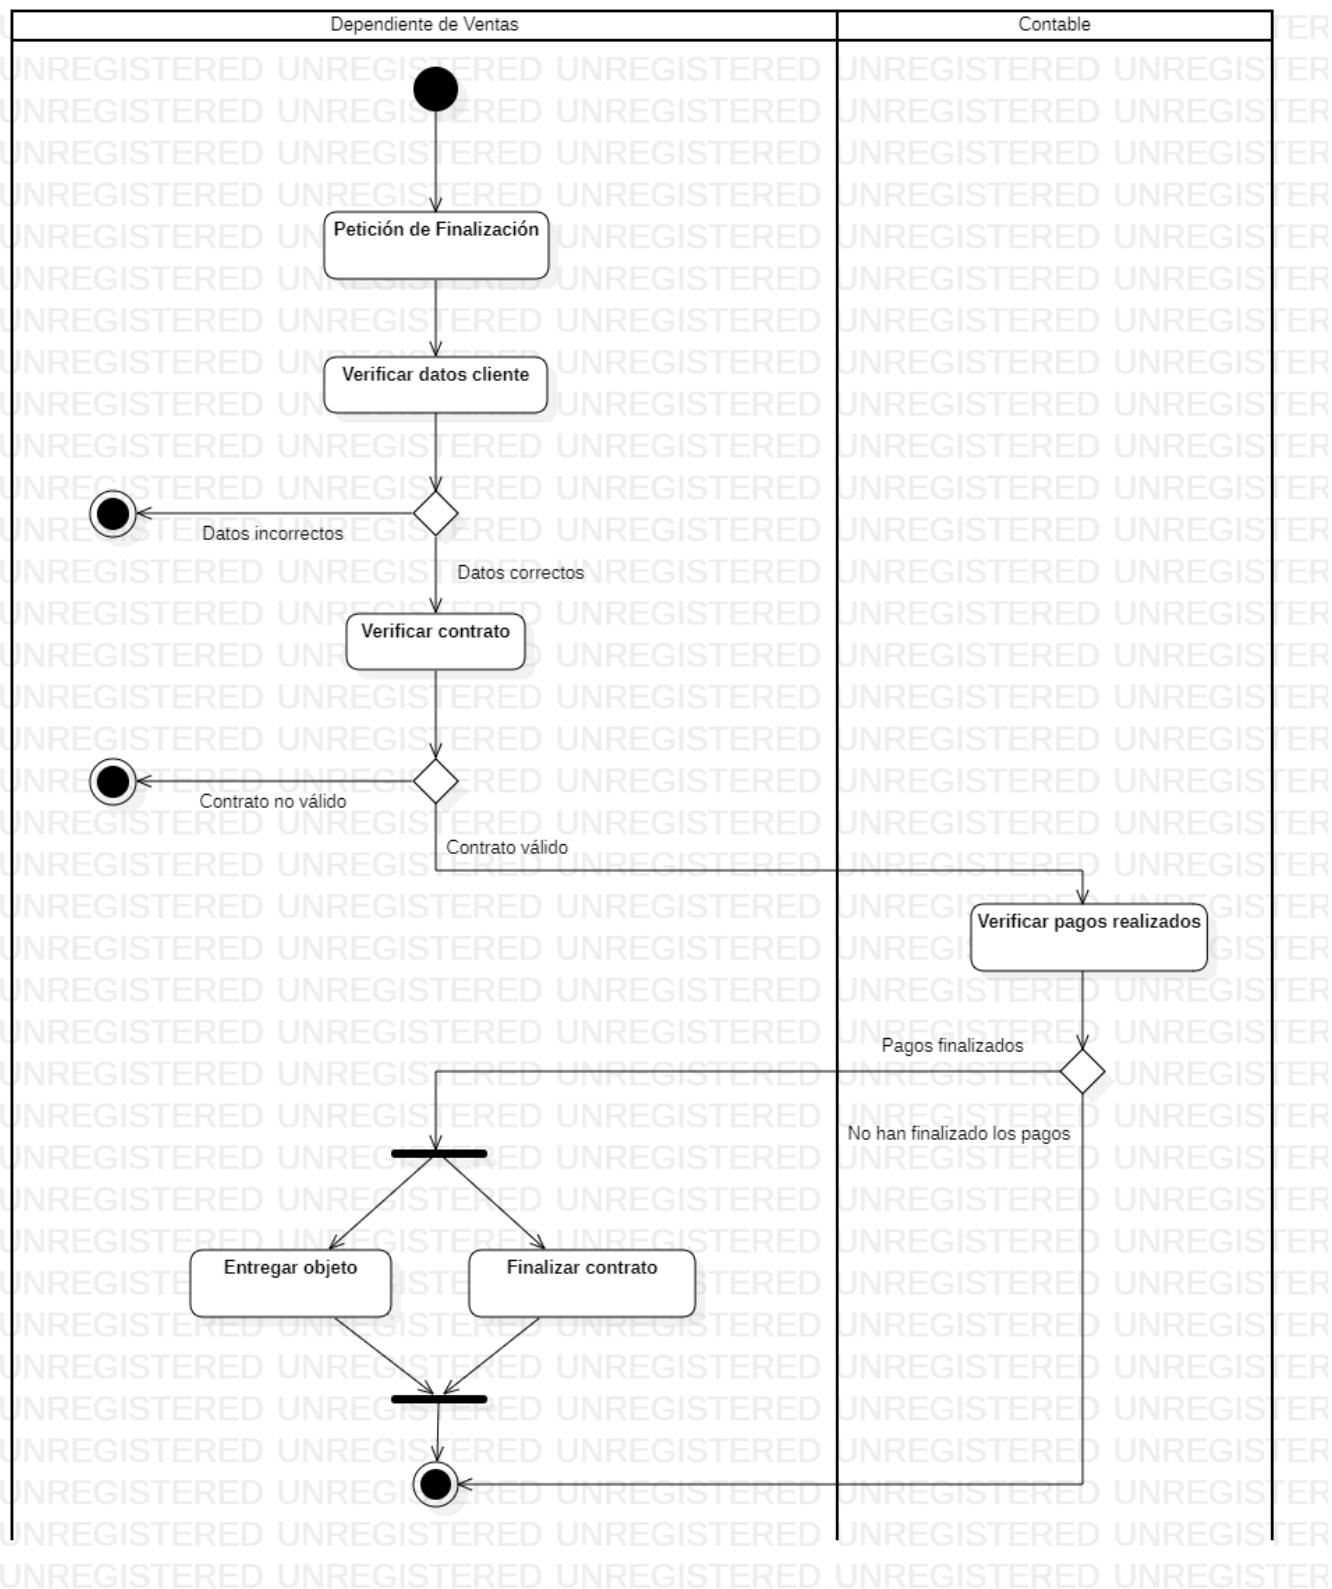 Dependiente de Ventas
Contable
Petición de Finalización
Verificar datos cliente
Datos incorrectos
Datos correctos
Verificar contrato
Contrato no válido
Contrato válido
Verificar pagos realizados
Pagos finalizados
No han finalizado los pagos
Entregar objeto
Finalizar contrato
UNREGISTERED